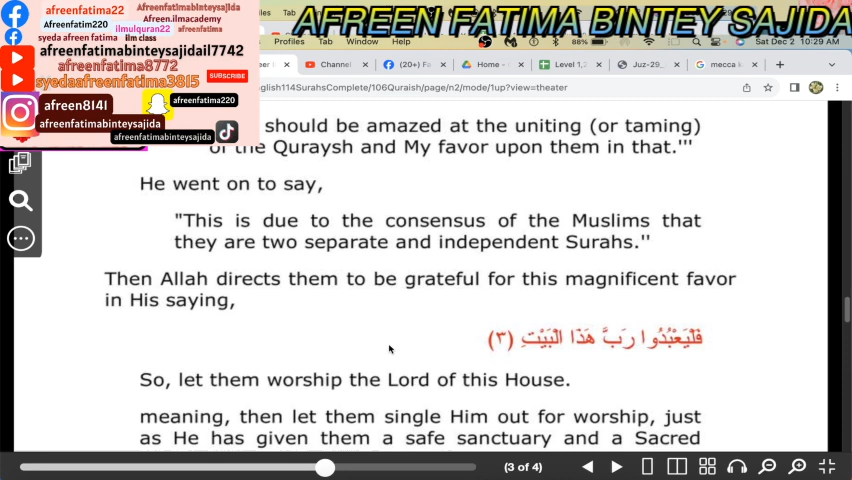 AFREEN FATIMA BINTEY SAJIDA
afreenfatima22
afreenfatimabinteysajida
Afreen.ilmacademy
Afreenfatim220
ilmulquran22
afreenfatima
syeda afreen fatima
ilm class
afreenfatimabinteysajidail7742
afreenfatima8772
syedaafreenfatima3815
SUBSCRIBE
afreen8141
afreenfatima220
afreenfatimabinteysajida
afreenfatimabinteysajida
Tabs Window Help
Profiles Tab Window Help
86%
Sat Dec 2 10:29 AM
Channel
(20+) Fa
Home -
Level 1,2
Juz-29_
mecca k
glish114SurahsComplete/106Quraish/page/n2/mode/1up?view=theater
should be amazed at the uniting (or taming)
of the Quraysh and My favor upon them in that.'"
He went on to say,
"This is due to the consensus of the Muslims that
they are two separate and independent Surahs."
Then Allah directs them to be grateful for this magnificent favor
in His saying,
فَلْيَعْبُدُوا رَبَّ هَذَا الْبَيْتِ (٣)
So, let them worship the Lord of this House.
meaning, then let them single Him out for worship, just
as He has given them a safe sanctuary and a Sacred
(3 of 4)